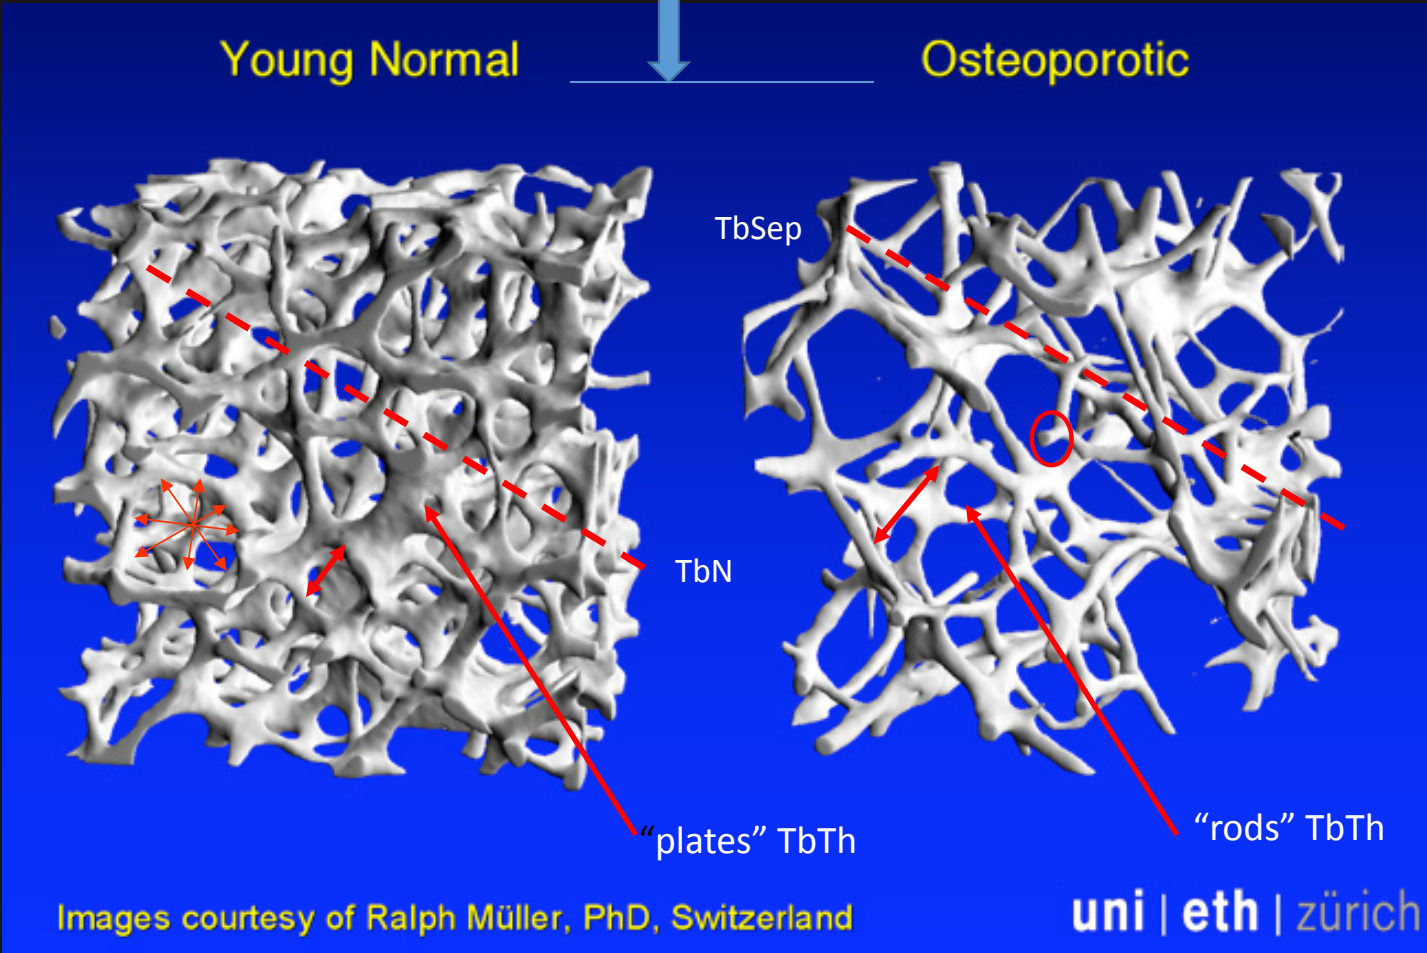 Young Normal
Osteoporotic
TbSep
TbN
“plates” TbTh
“rods” TbTh
Images courtesy of Ralph Müller, PhD, Switzerland
uni | eth | zürich